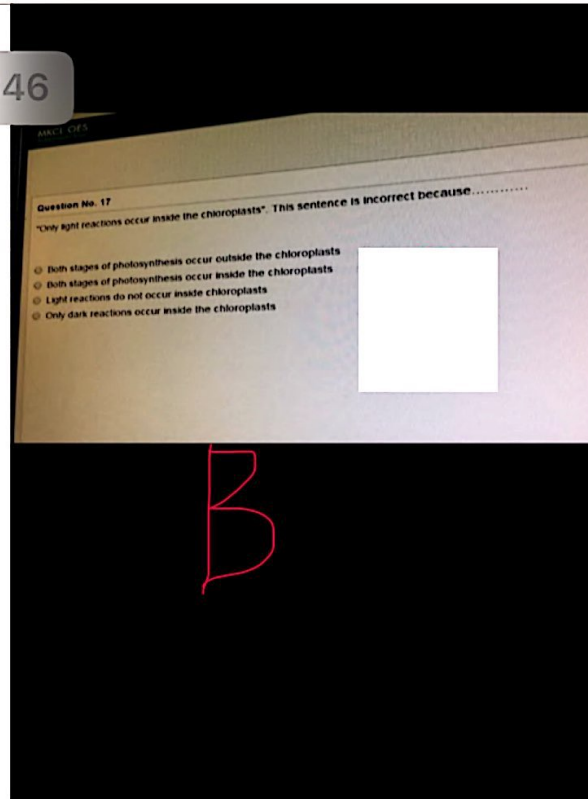 46
MKCL OES
Question No. 17
"Only light reactions occur inside the chloroplasts". This sentence is incorrect because............
Both stages of photosynthesis occur outside the chloroplasts
Both stages of photosynthesis occur inside the chloroplasts
Light reactions do not occur inside chloroplasts
Only dark reactions occur inside the chloroplasts
B